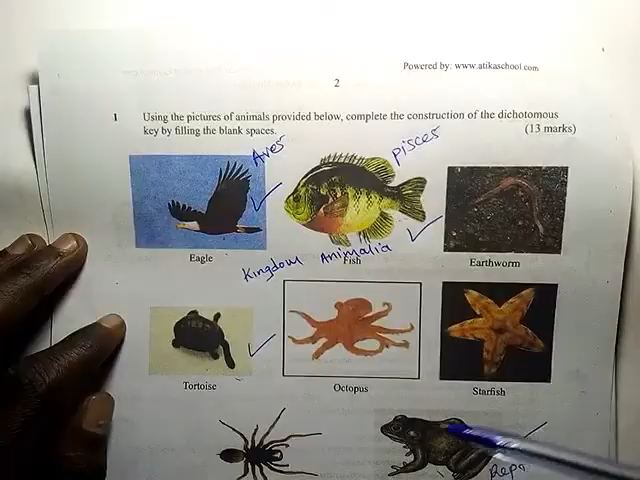 Powered by: www.atikaschool.com
2
1 Using the pictures of animals provided below, complete the construction of the dichotomous
key by filling the blank spaces. (13 marks)
Aves
Pisces
Eagle
Fish
Earthworm
Kingdom Animalia
Tortoise
Octopus
Starfish
Rept